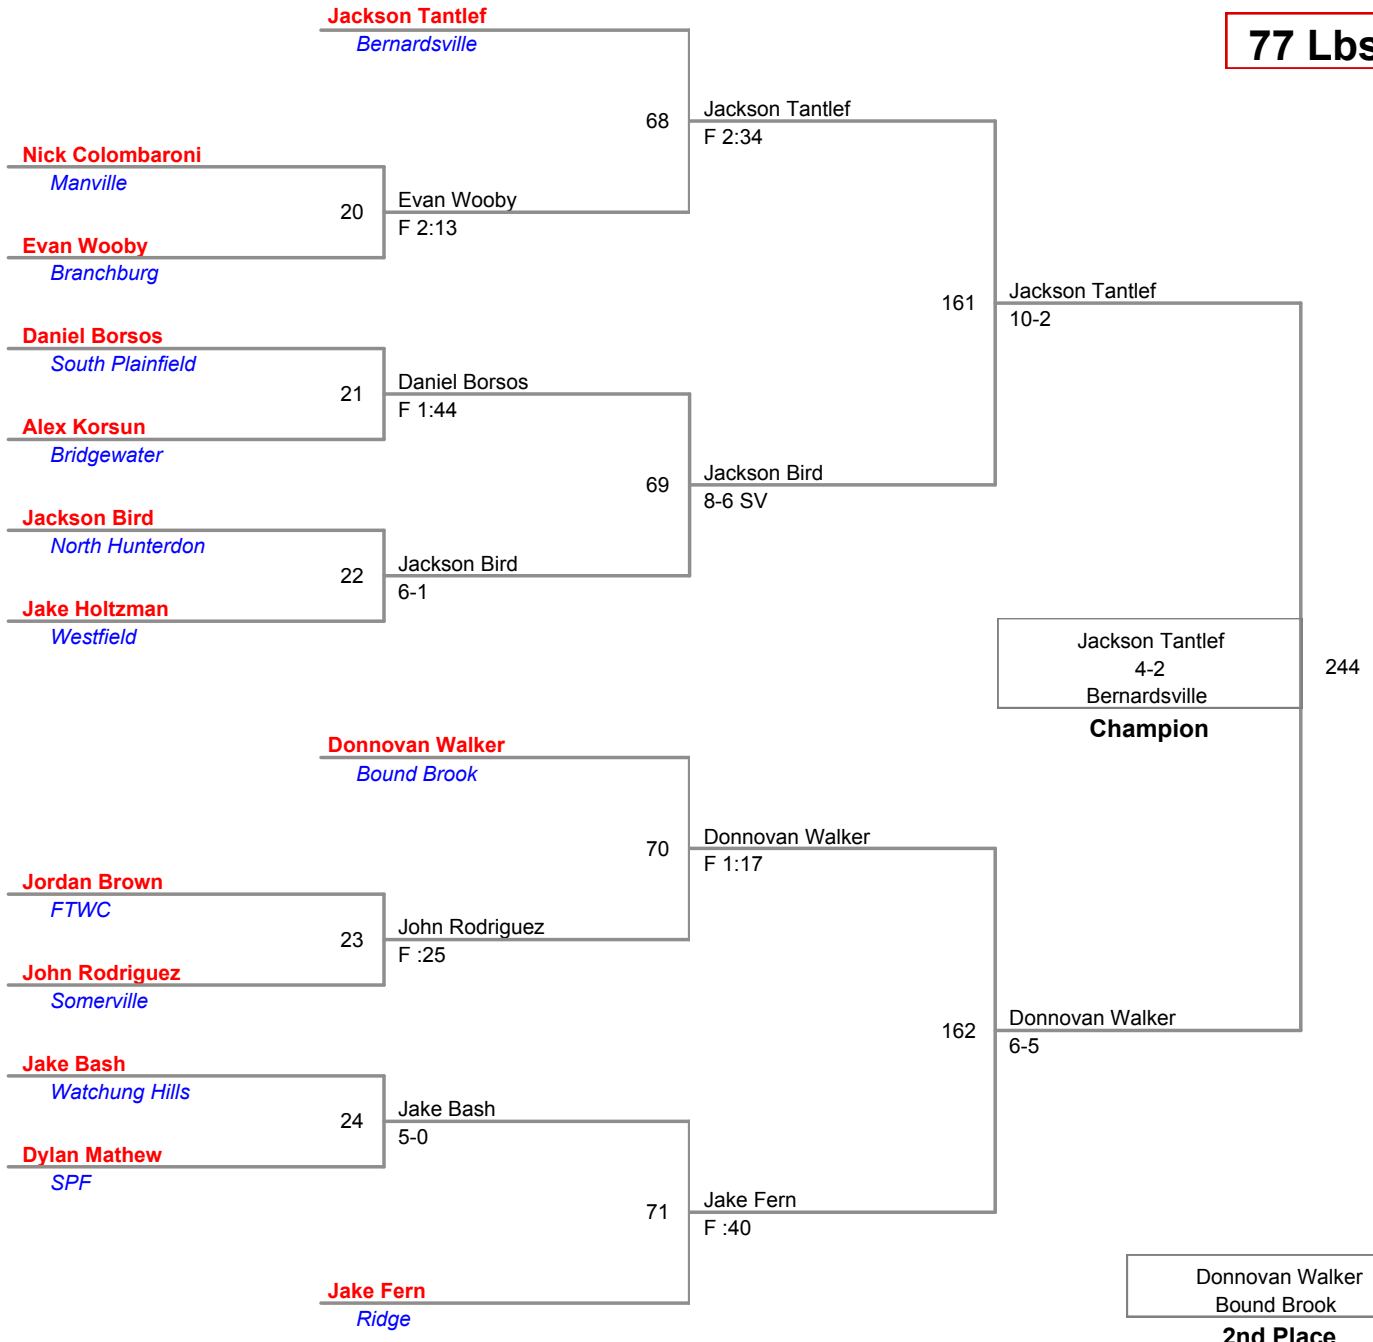 Jackson Tantlef
Bernardsville
77 Lbs
68
Jackson Tantlef
F 2:34
Nick Colombaroni
Manville
20
Evan Wooby
F 2:13
Evan Wooby
Branchburg
161
Jackson Tantlef
10-2
Daniel Borsos
South Plainfield
21
Daniel Borsos
F 1:44
Alex Korsun
Bridgewater
69
Jackson Bird
8-6 SV
Jackson Bird
North Hunterdon
22
Jackson Bird
6-1
Jake Holtzman
Westfield
Jackson Tantlef
4-2
Bernardsville
244
Champion
Donnovan Walker
Bound Brook
70
Donnovan Walker
F 1:17
Jordan Brown
FTWC
23
John Rodriguez
F :25
John Rodriguez
Somerville
162
Donnovan Walker
6-5
Jake Bash
Watchung Hills
24
Jake Bash
5-0
Dylan Mathew
SPF
71
Jake Fern
F :40
Jake Fern
Ridge
Donnovan Walker
Bound Brook
2nd Place